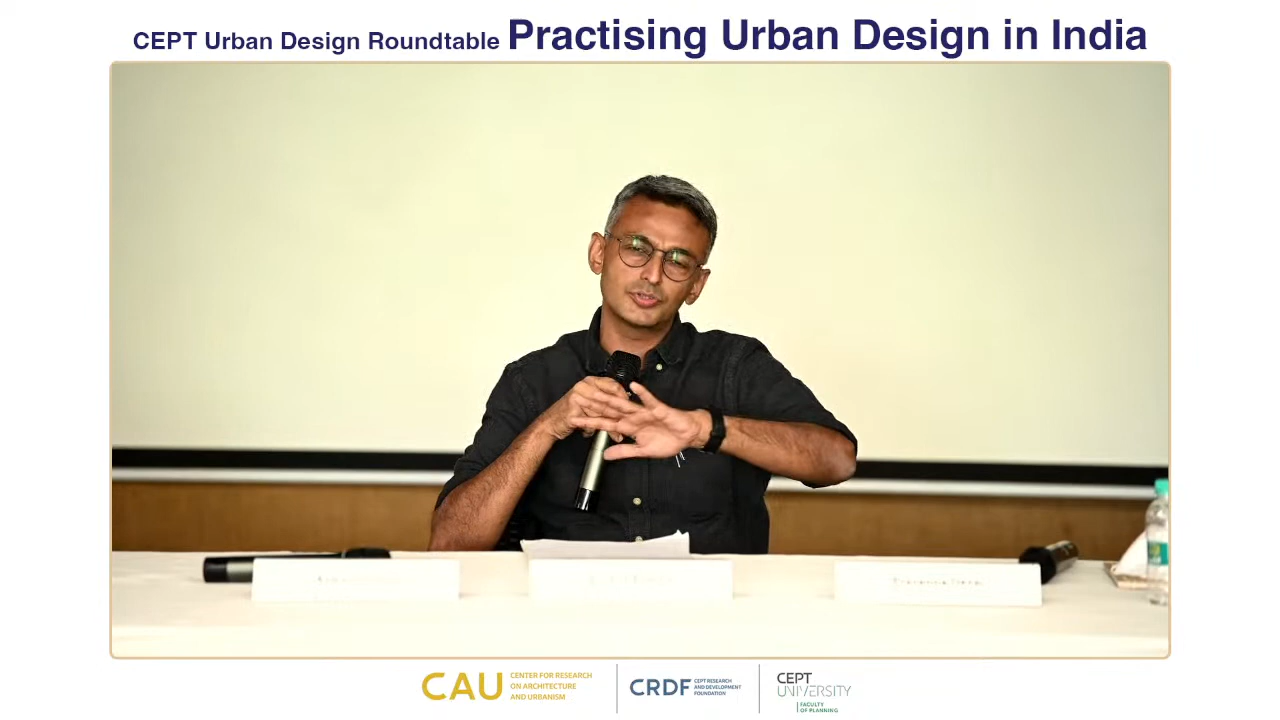 CEPT Urban Design Roundtable Practising Urban Design in India
CAU CENTER FOR RESEARCH
ON ARCHITECTURE
AND URBANISM
CRDF CEPT RESEARCH
AND DEVELOPMENT
FOUNDATION
CEPT
UNIVERSITY
FACULTY
OF PLANNING